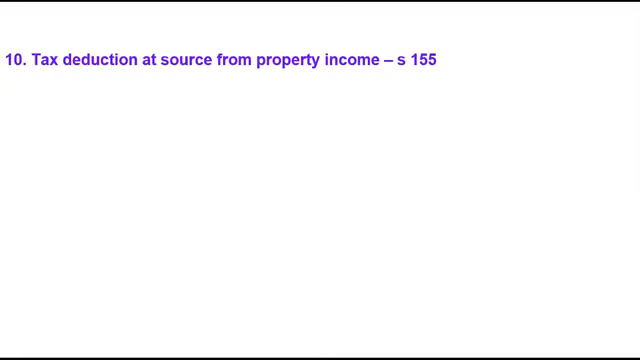 10. Tax deduction at source from property income – s 155